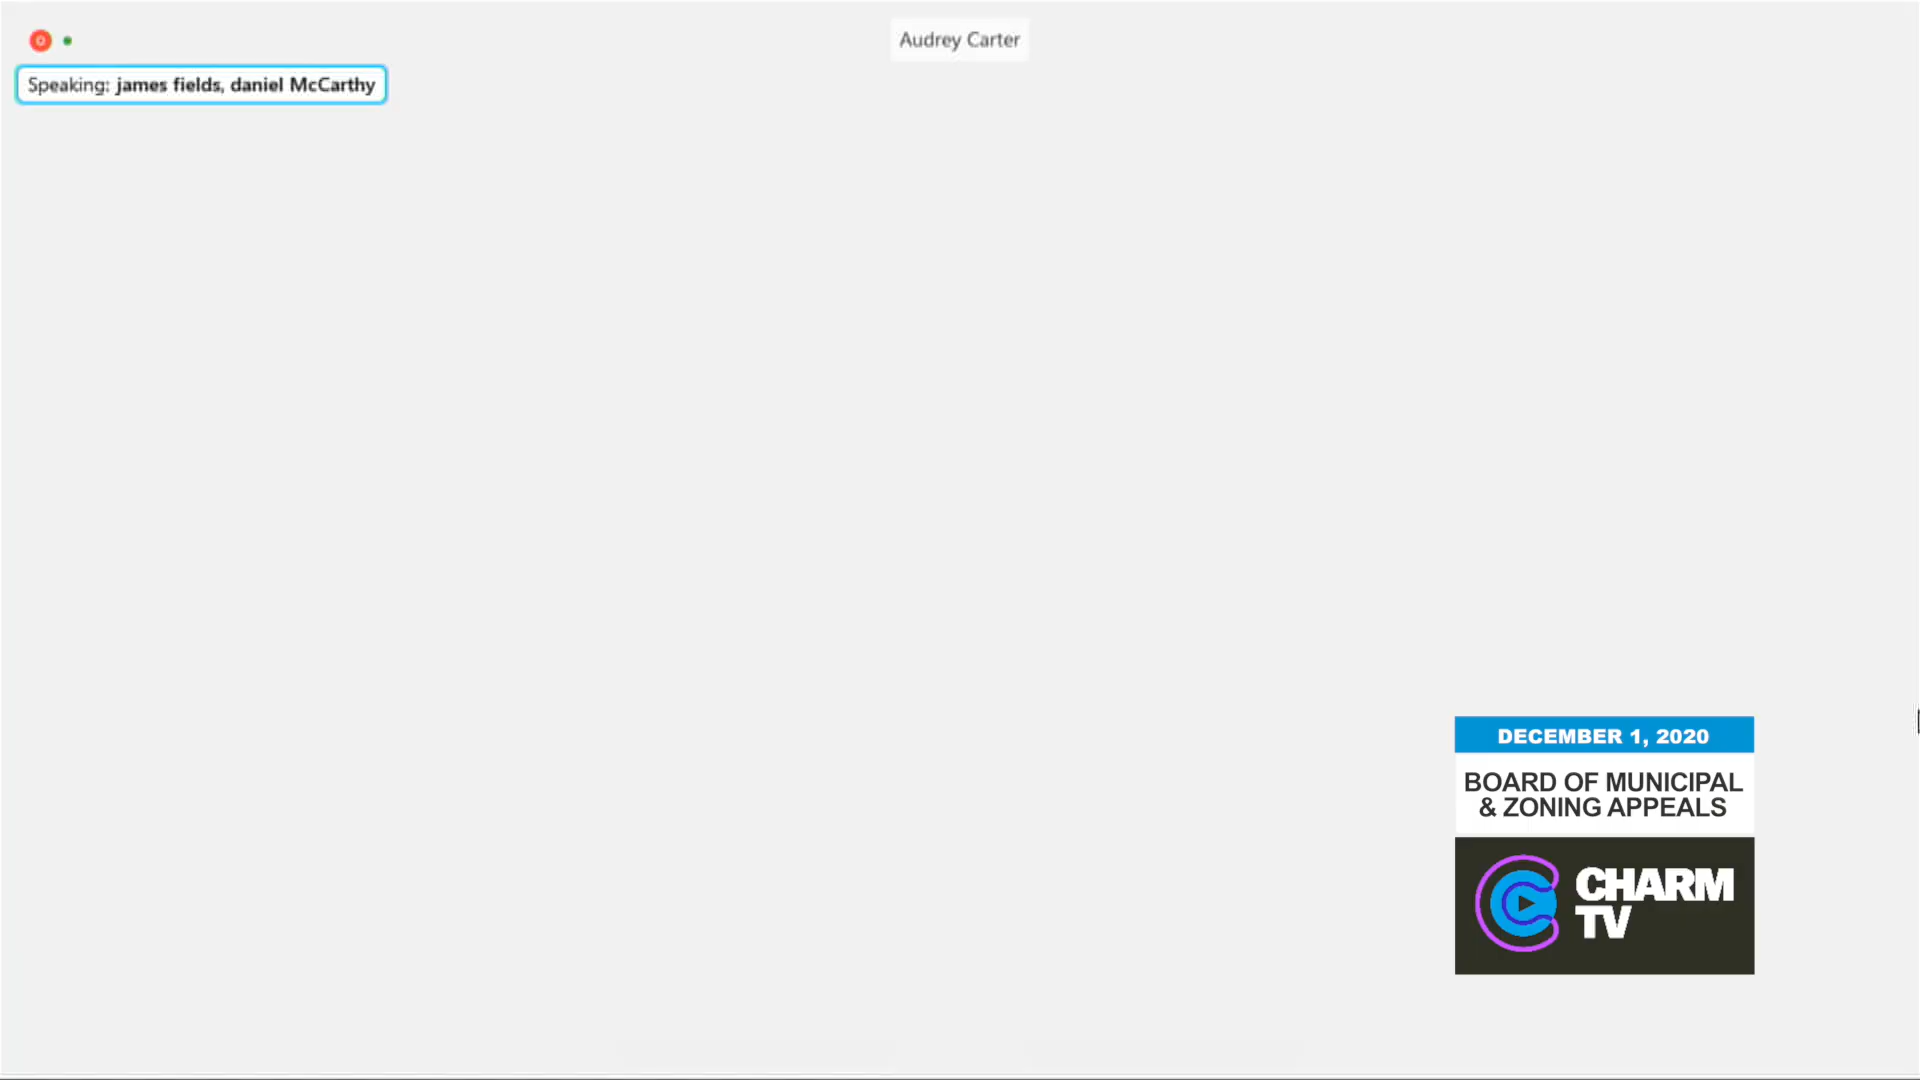 Audrey Carter
Speaking: james fields, daniel McCarthy
DECEMBER 1, 2020
BOARD OF MUNICIPAL
& ZONING APPEALS
CHARM
TV